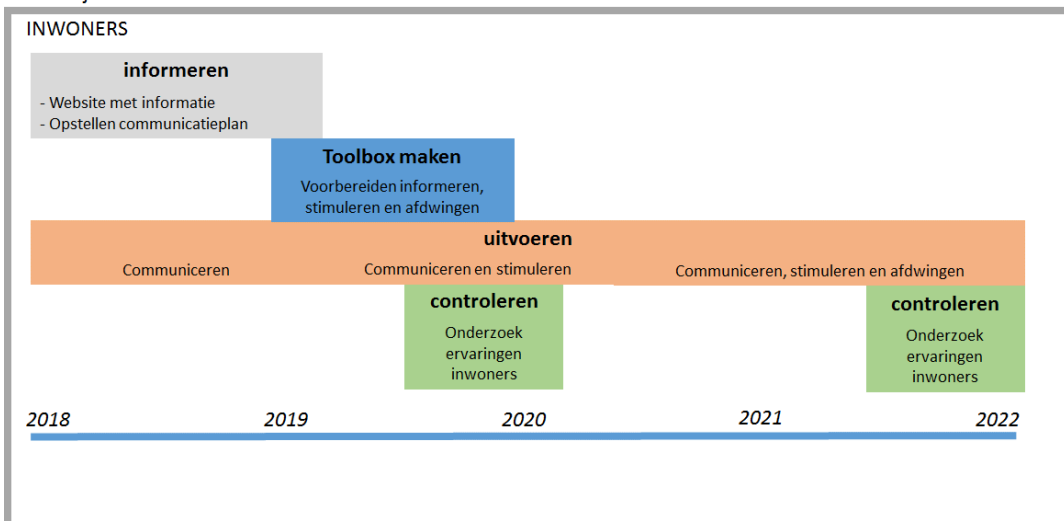 INWONERS
informeren
- Website met informatie
- Opstellen communicatieplan
Toolbox maken
Voorbereiden informeren,
stimuleren en afdwingen
uitvoeren
Communiceren
Communiceren en stimuleren
Communiceren, stimuleren en afdwingen
controleren
Onderzoek
ervaringen
inwoners
controleren
Onderzoek
ervaringen
inwoners
2018 2019 2020 2021 2022